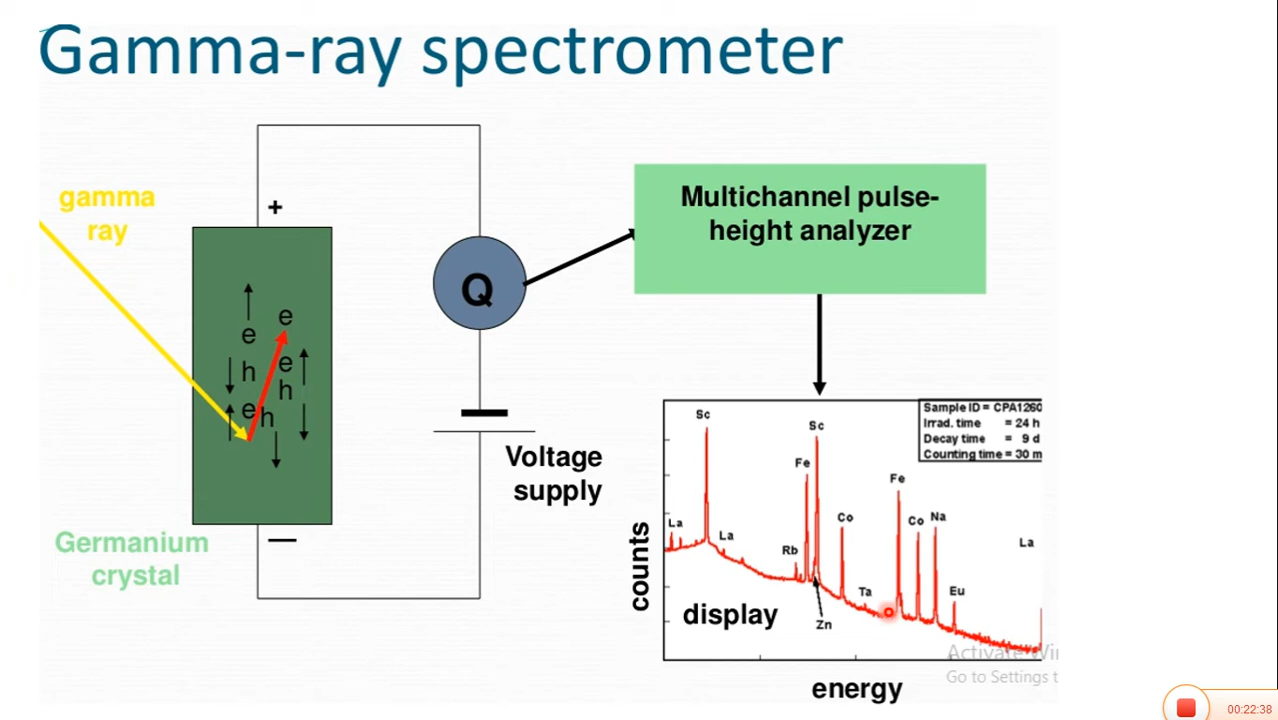 Gamma-ray spectrometer
gamma
ray
+
Q
e
e
h
e
h
e
h
—
Germanium
crystal
Voltage
supply
Multichannel pulse-
height analyzer
Sample ID = CPA1260
Irrad. time = 24 h
Decay time = 9 d
Counting time = 30 m
Sc
Sc
Fe
Fe
La
La
Rb
Co
Ta
Zn
Co
Na
Eu
La
counts
display
energy
Activate Wi
Go to Settings t
00:22:38